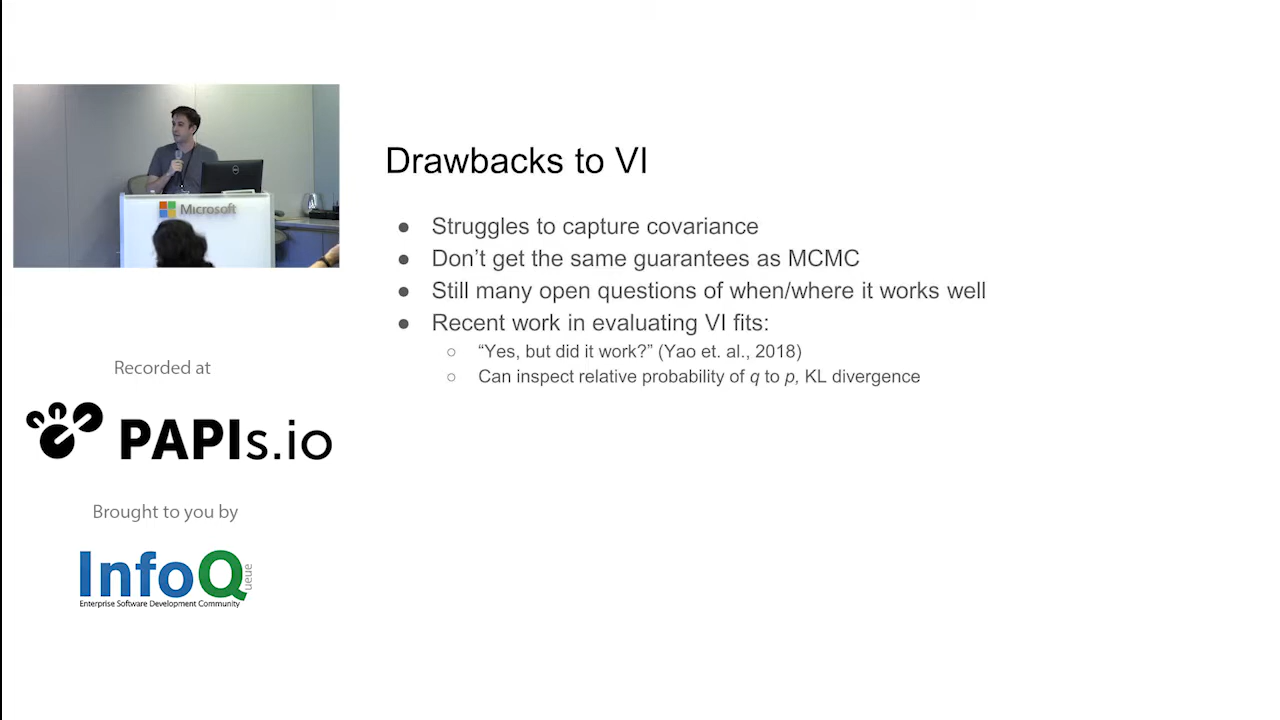 Drawbacks to VI
● Struggles to capture covariance
● Don't get the same guarantees as MCMC
● Still many open questions of when/where it works well
● Recent work in evaluating VI fits:
○ “Yes, but did it work?” (Yao et. al., 2018)
○ Can inspect relative probability of q to p, KL divergence
Microsoft
DELL
Recorded at
PAPIs.io
Brought to you by
InfoQ
ueue
Enterprise Software Development Community